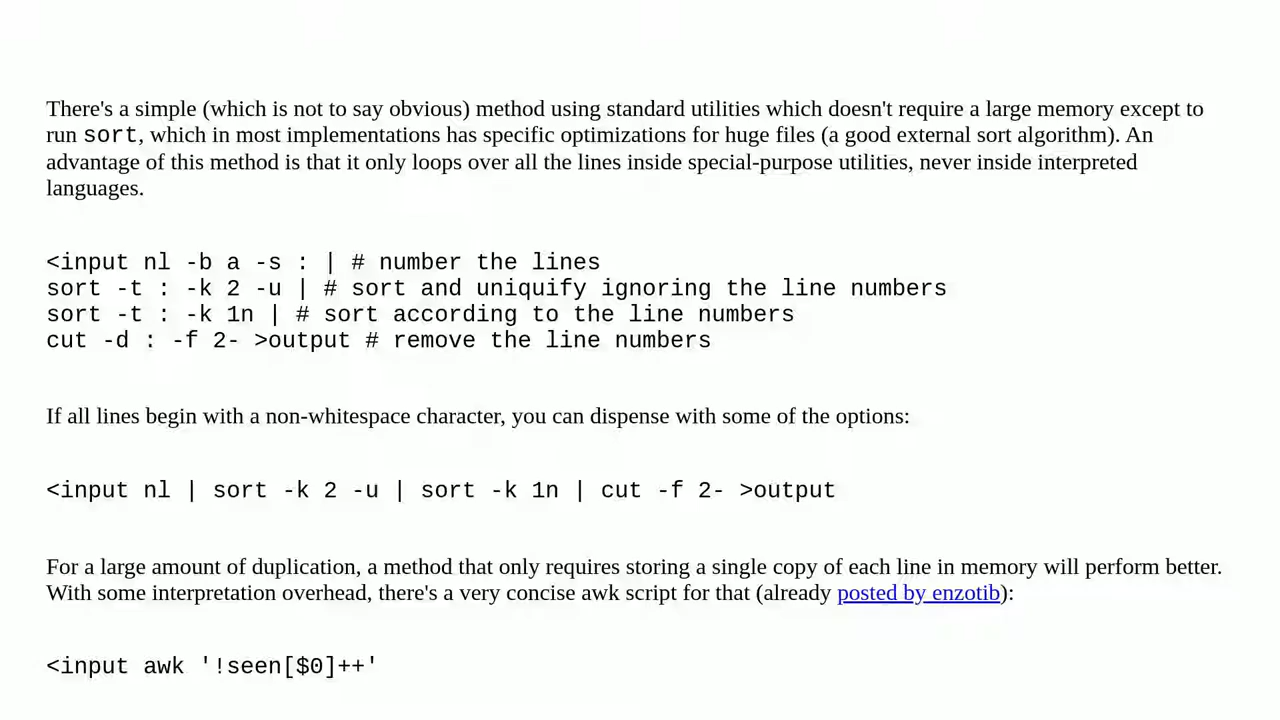 There's a simple (which is not to say obvious) method using standard utilities which doesn't require a large memory except to
run sort, which in most implementations has specific optimizations for huge files (a good external sort algorithm). An
advantage of this method is that it only loops over all the lines inside special-purpose utilities, never inside interpreted
languages.
<input nl -b a -s : | # number the lines
sort -t : -k 2 -u | # sort and uniquify ignoring the line numbers
sort -t : -k 1n | # sort according to the line numbers
cut -d : -f 2- >output # remove the line numbers
If all lines begin with a non-whitespace character, you can dispense with some of the options:
<input nl | sort -k 2 -u | sort -k 1n | cut -f 2- >output
For a large amount of duplication, a method that only requires storing a single copy of each line in memory will perform better.
With some interpretation overhead, there's a very concise awk script for that (already posted by enzotib):
<input awk '!seen[$0]++'